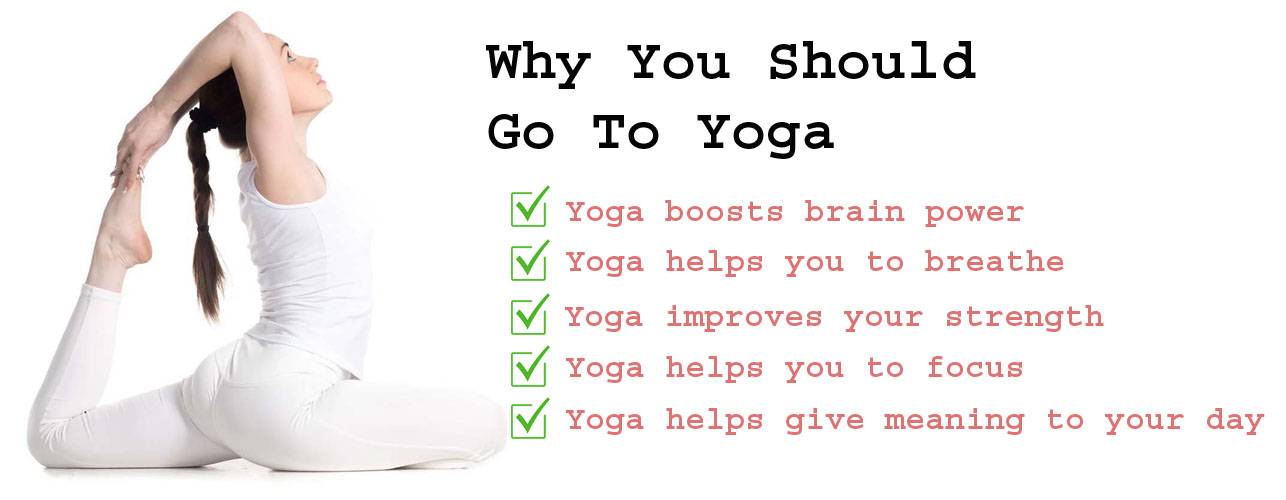 Why You Should
Go To Yoga
Yoga boosts brain power
Yoga helps you to breathe
Yoga improves your strength
Yoga helps you to focus
Yoga helps give meaning to your day